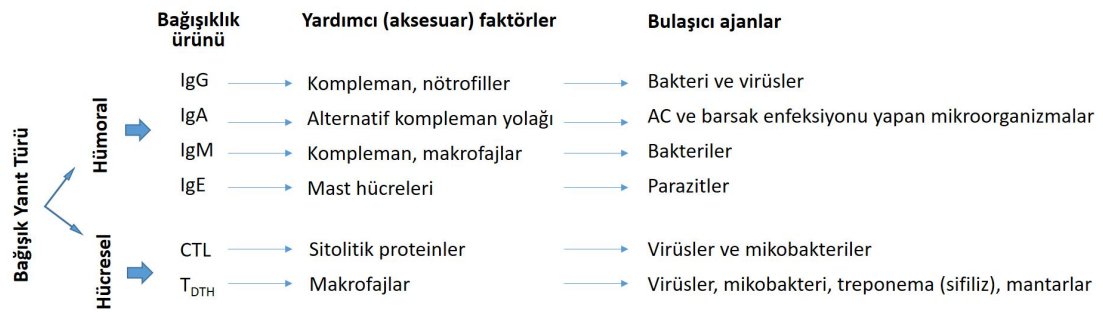 Bağışıklık ürünü
Yardımcı (aksesuar) faktörler
Bulaşıcı ajanlar
Bağışık Yanıt Türü
Hümoral
IgG
Kompleman, nötrofiller
Bakteri ve virüsler
IgA
Alternatif kompleman yolağı
AC ve barsak enfeksiyonu yapan mikroorganizmalar
IgM
Kompleman, makrofajlar
Bakteriler
IgE
Mast hücreleri
Parazitler
Hücresel
CTL
Sitolitik proteinler
Virüsler ve mikobakteriler
TDTH
Makrofajlar
Virüsler, mikobakteri, treponema (sifiliz), mantarlar